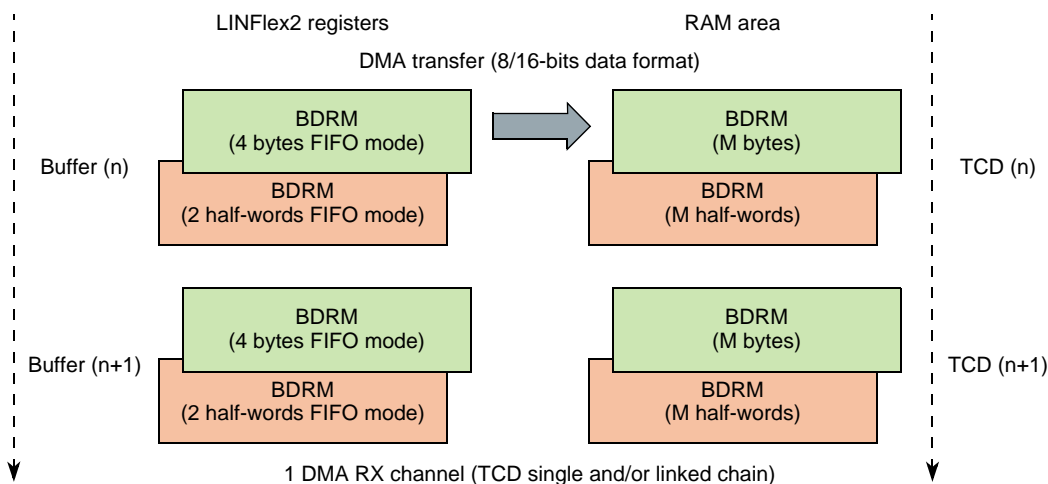 LINFlex2 registers
RAM area
DMA transfer (8/16-bits data format)
BDRM
(4 bytes FIFO mode)
BDRM
(M bytes)
Buffer (n)
TCD (n)
BDRM
(2 half-words FIFO mode)
BDRM
(M half-words)
BDRM
(4 bytes FIFO mode)
BDRM
(M bytes)
Buffer (n+1)
TCD (n+1)
BDRM
(2 half-words FIFO mode)
BDRM
(M half-words)
1 DMA RX channel (TCD single and/or linked chain)